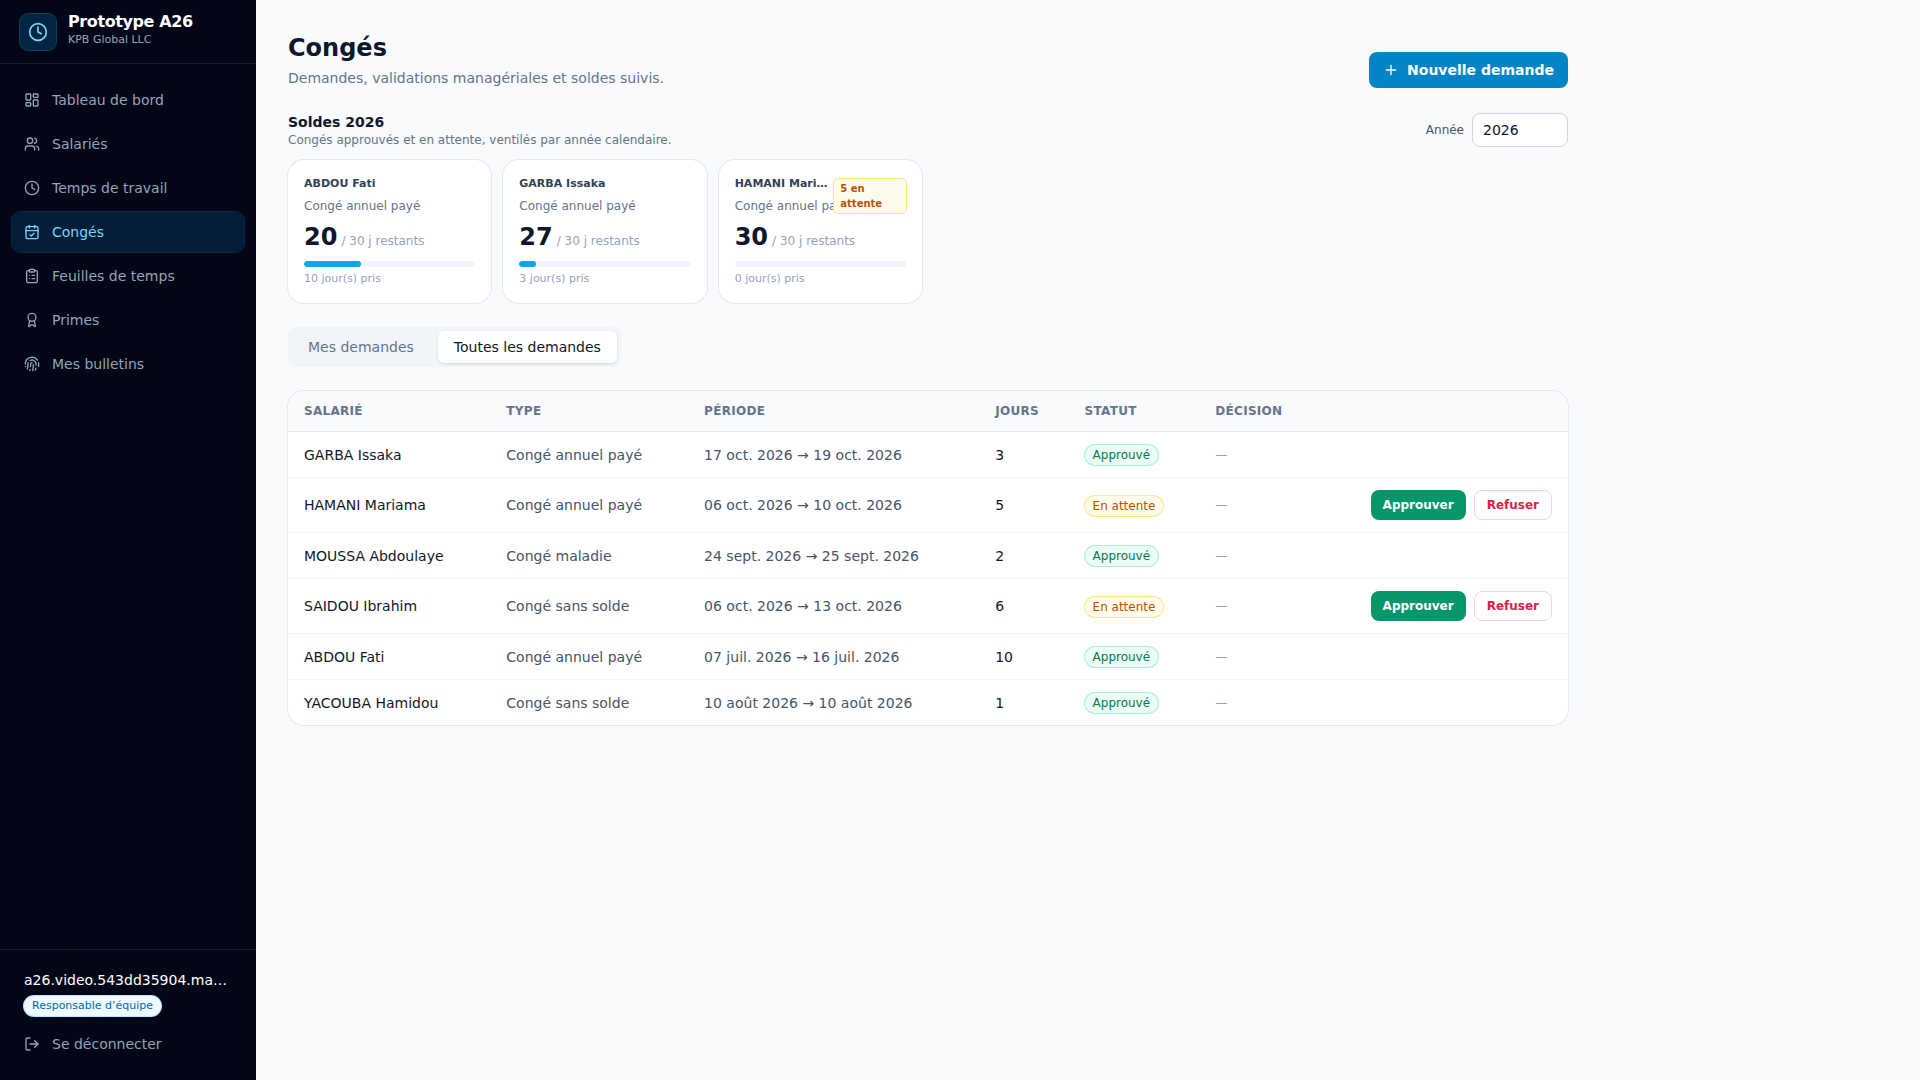 Prototype A26
KPB Global LLC
Tableau de bord
Salariés
Temps de travail
Congés
Feuilles de temps
Primes
Mes bulletins
a26.video.543dd35904.ma…
Responsable d’équipe
Se déconnecter
Congés
Demandes, validations managériales et soldes suivis.
Nouvelle demande
Soldes 2026
Congés approuvés et en attente, ventilés par année calendaire.
Année 2026
ABDOU Fati
Congé annuel payé
20 / 30 j restants
10 jour(s) pris
GARBA Issaka
Congé annuel payé
27 / 30 j restants
3 jour(s) pris
HAMANI Mari…
Congé annuel pa
5 en
attente
30 / 30 j restants
0 jour(s) pris
Mes demandes Toutes les demandes
SALARIÉ TYPE PÉRIODE JOURS STATUT DÉCISION
GARBA Issaka Congé annuel payé 17 oct. 2026 → 19 oct. 2026 3 Approuvé —
HAMANI Mariama Congé annuel payé 06 oct. 2026 → 10 oct. 2026 5 En attente — Approuver Refuser
MOUSSA Abdoulaye Congé maladie 24 sept. 2026 → 25 sept. 2026 2 Approuvé —
SAIDOU Ibrahim Congé sans solde 06 oct. 2026 → 13 oct. 2026 6 En attente — Approuver Refuser
ABDOU Fati Congé annuel payé 07 juil. 2026 → 16 juil. 2026 10 Approuvé —
YACOUBA Hamidou Congé sans solde 10 août 2026 → 10 août 2026 1 Approuvé —